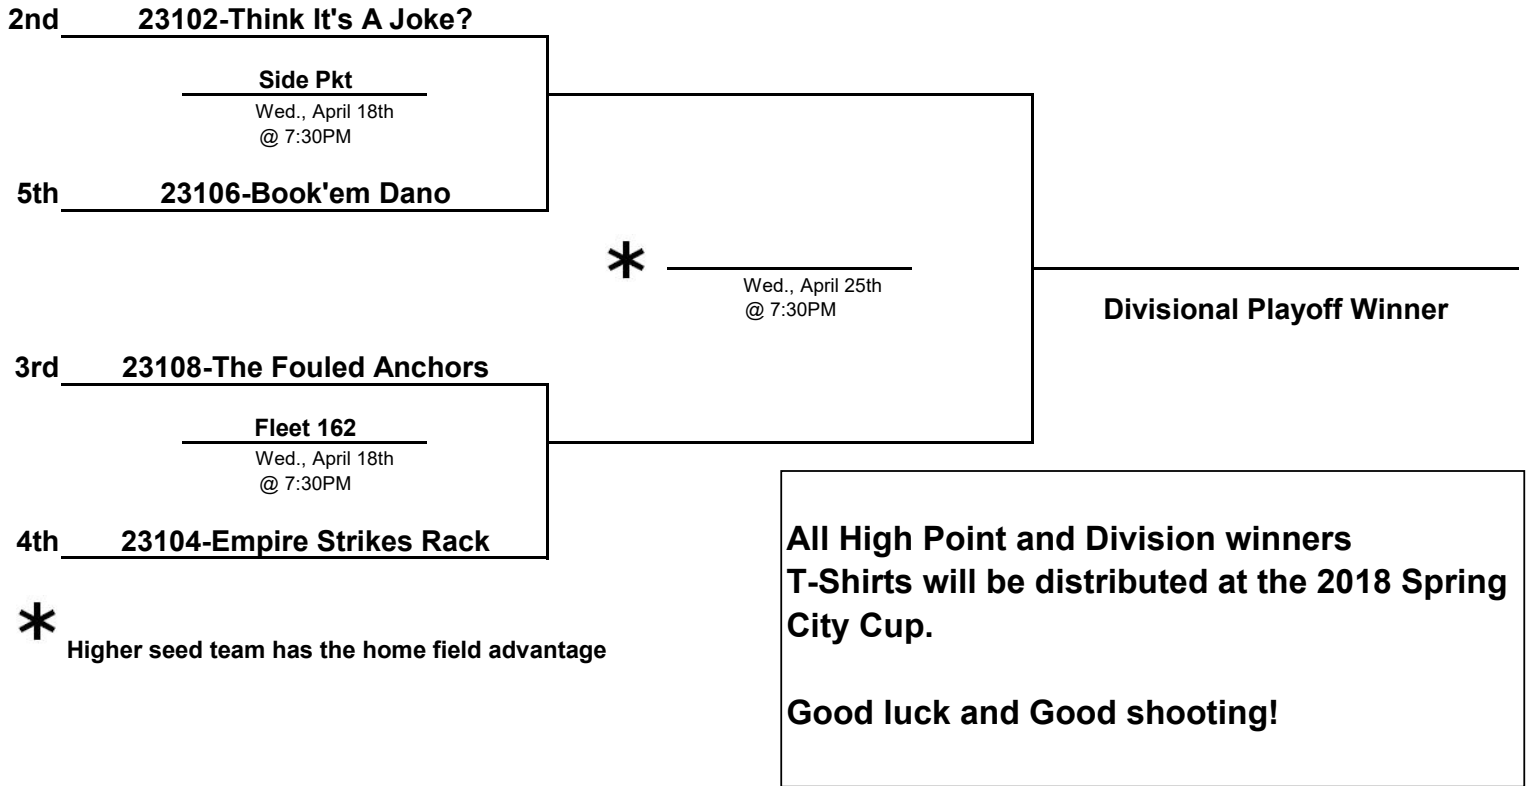 2nd 23102-Think It's A Joke?
Side Pkt
Wed., April 18th
@ 7:30PM
5th 23106-Book'em Dano
*
Wed., April 25th
@ 7:30PM
Divisional Playoff Winner
3rd 23108-The Fouled Anchors
Fleet 162
Wed., April 18th
@ 7:30PM
4th 23104-Empire Strikes Rack
* Higher seed team has the home field advantage
All High Point and Division winners
T-Shirts will be distributed at the 2018 Spring
City Cup.
Good luck and Good shooting!